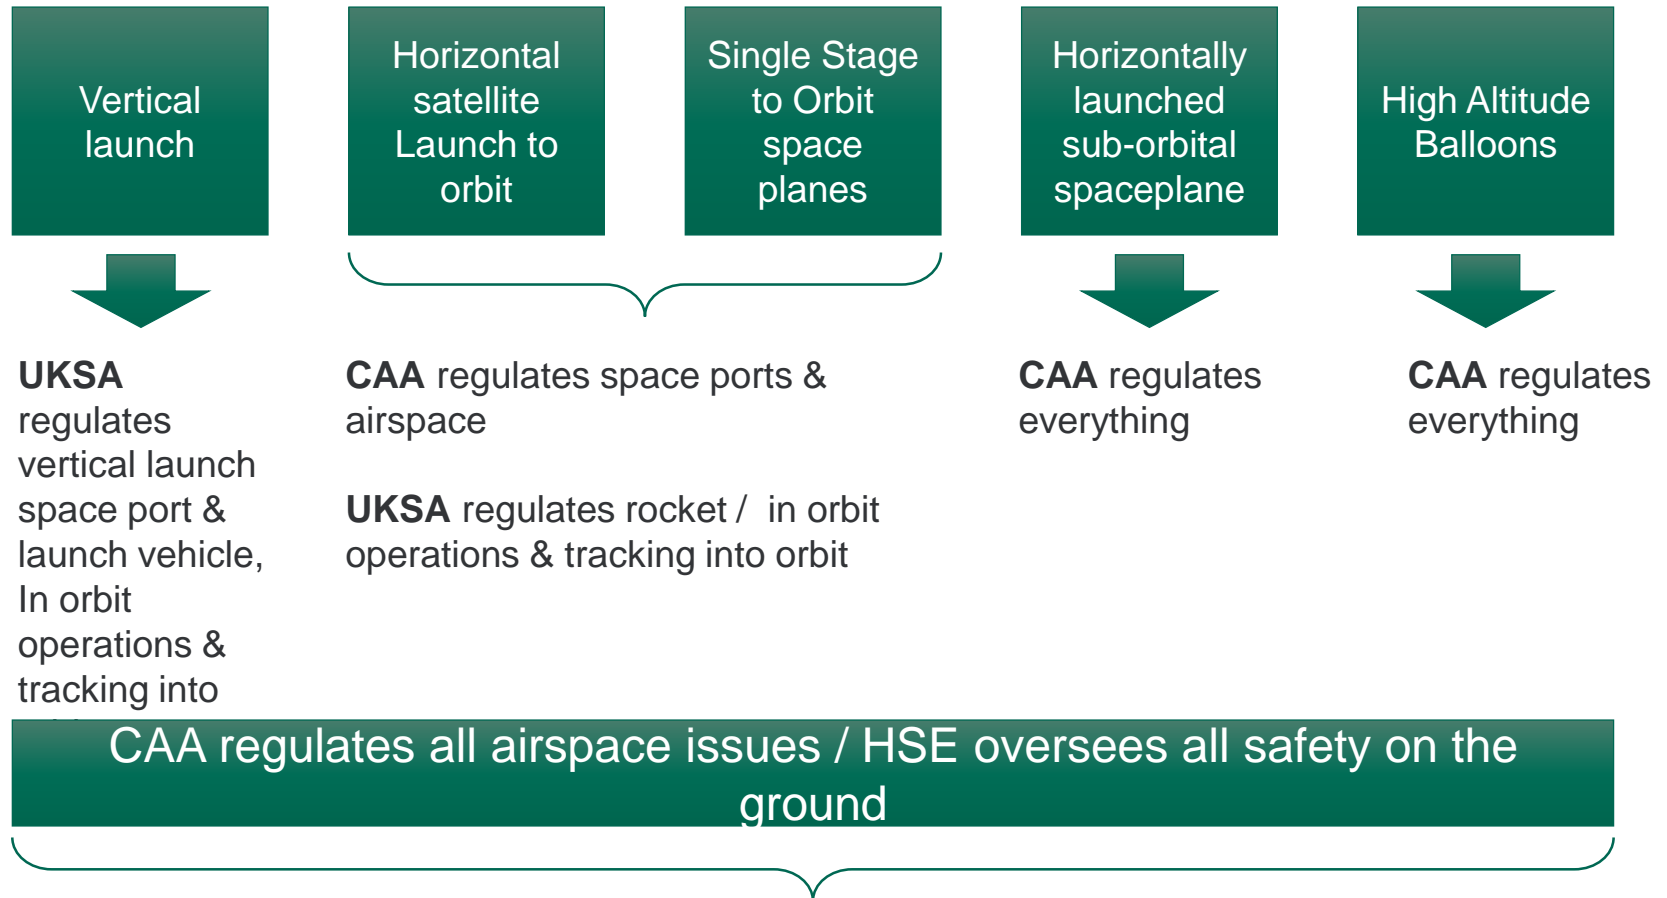 Vertical
launch
Horizontal
satellite
Launch to
orbit
Single Stage
to Orbit
space
planes
Horizontally
launched
sub-orbital
spaceplane
High Altitude
Balloons
UKSA
regulates
vertical launch
space port &
launch vehicle,
In orbit
operations &
tracking into
CAA regulates space ports &
airspace
UKSA regulates rocket / in orbit
operations & tracking into orbit
CAA regulates
everything
CAA regulates
everything
CAA regulates all airspace issues / HSE oversees all safety on the
ground